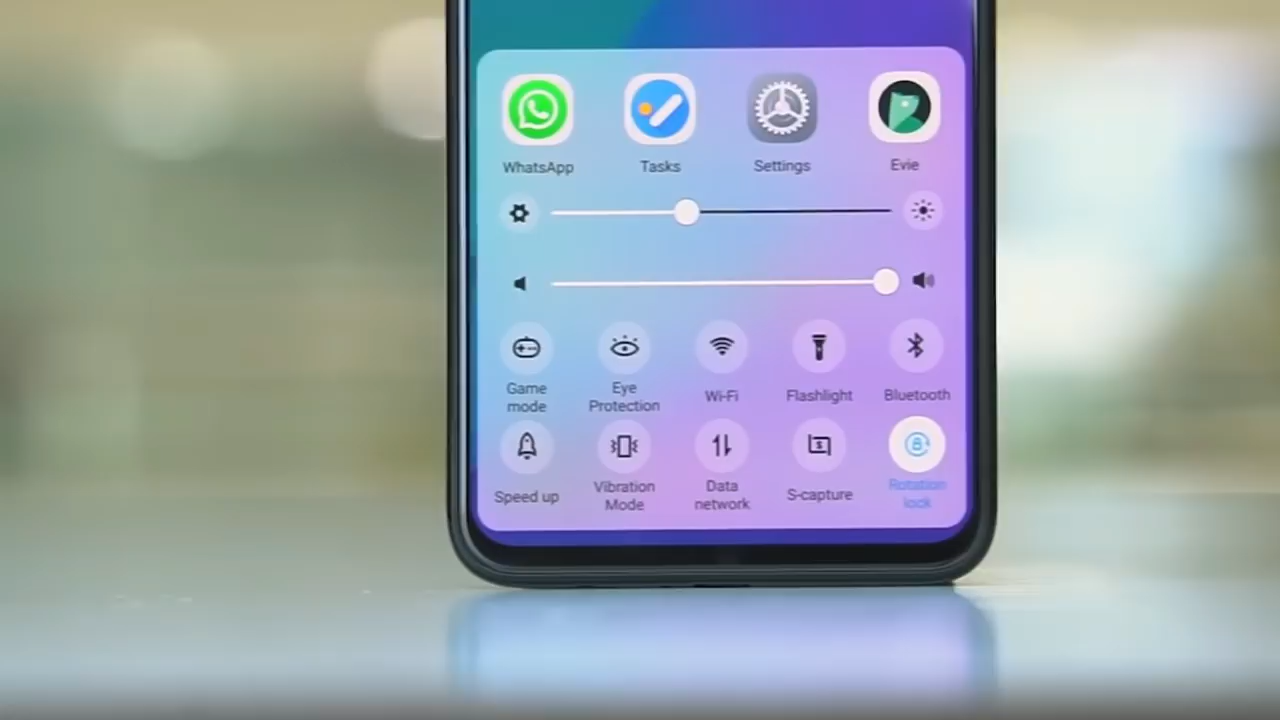 WhatsApp
Tasks
Settings
Evie
Game
mode
Eye
Protection
Wi-Fi
Flashlight
Bluetooth
Speed up
Vibration
Mode
Data
network
S-capture
Rotation
lock